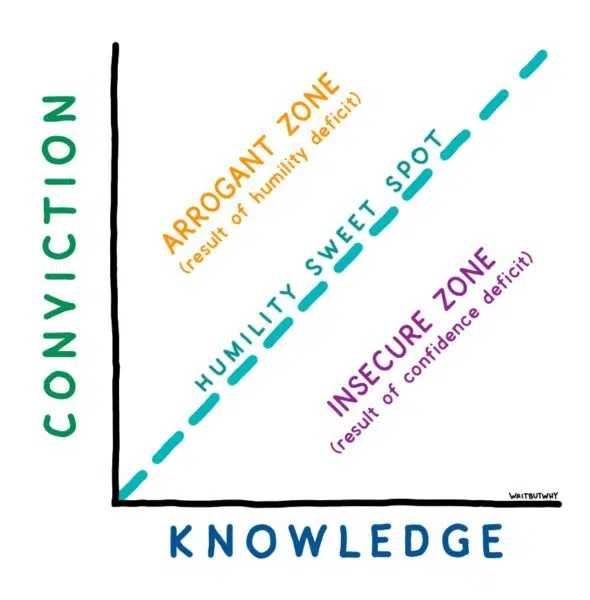 CONVICTION
ARROGANT ZONE
(result of humility deficit)
HUMILITY SWEET SPOT
INSECURE ZONE
(result of confidence deficit)
WAITBUTWHY
KNOWLEDGE